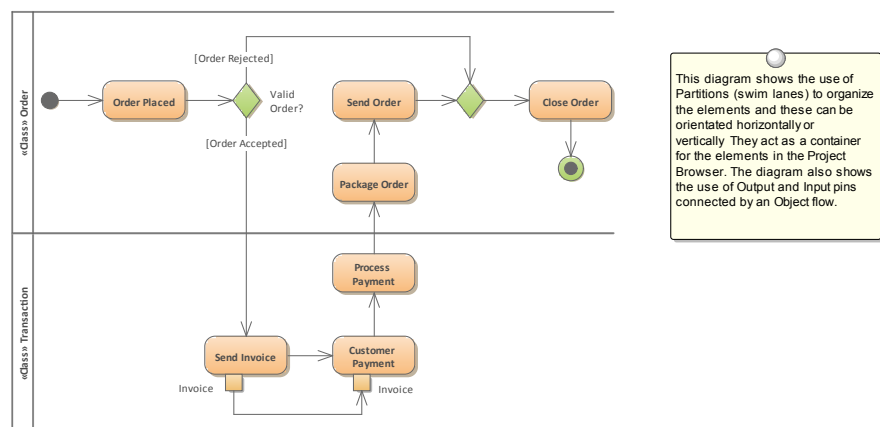 «Class» Order
[Order Rejected]
Order Placed
Valid
Order?
Send Order
Close Order
[Order Accepted]
Package Order
«Class» Transaction
Process
Payment
Send Invoice
Customer
Payment
Invoice
Invoice
This diagram shows the use of
Partitions (swim lanes) to organize
the elements and these can be
orientated horizontally or
vertically They act as a container
for the elements in the Project
Browser. The diagram also shows
the use of Output and Input pins
connected by an Object flow.